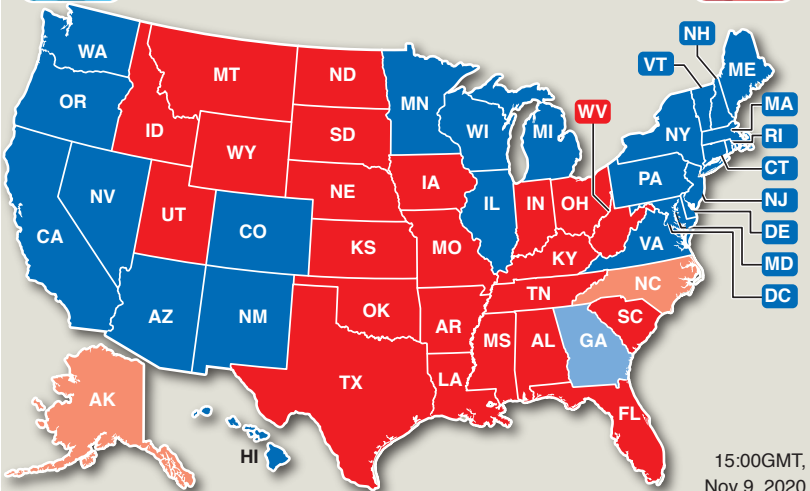 NH
WA
VT
ME
MT
ND
MN
OR
MA
WV
ID
WI
MI
NY
SD
RI
WY
CT
PA
IA
NE
NV
NJ
IL
IN
OH
UT
CO
DE
CA
VA
KS
MO
KY
MD
NC
TN
DC
OK
AZ
NM
SC
AR
MS
AL
GA
LA
TX
AK
FL
HI
15:00GMT,
Nov 9, 2020